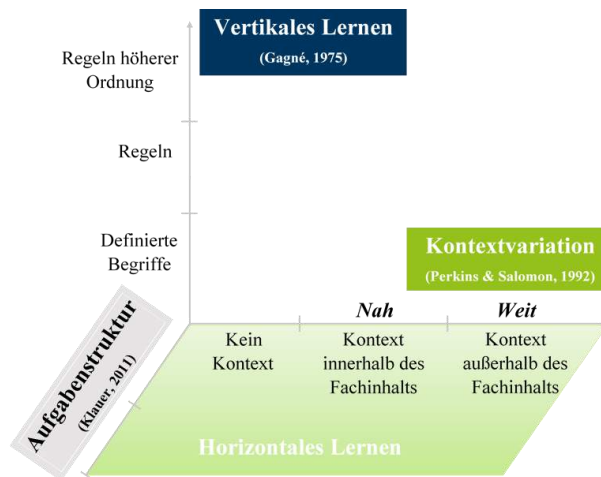 Vertikales Lernen
(Gagné, 1975)
Regeln höherer
Ordnung
Regeln
Definierte
Begriffe
Kontextvariation
(Perkins & Salomon, 1992)
Nah
Weit
Kein
Kontext
Kontext
innerhalb des
Fachinhalts
Kontext
außerhalb des
Fachinhalts
Aufgabenstruktur
(Klauer, 2011)
Horizontales Lernen